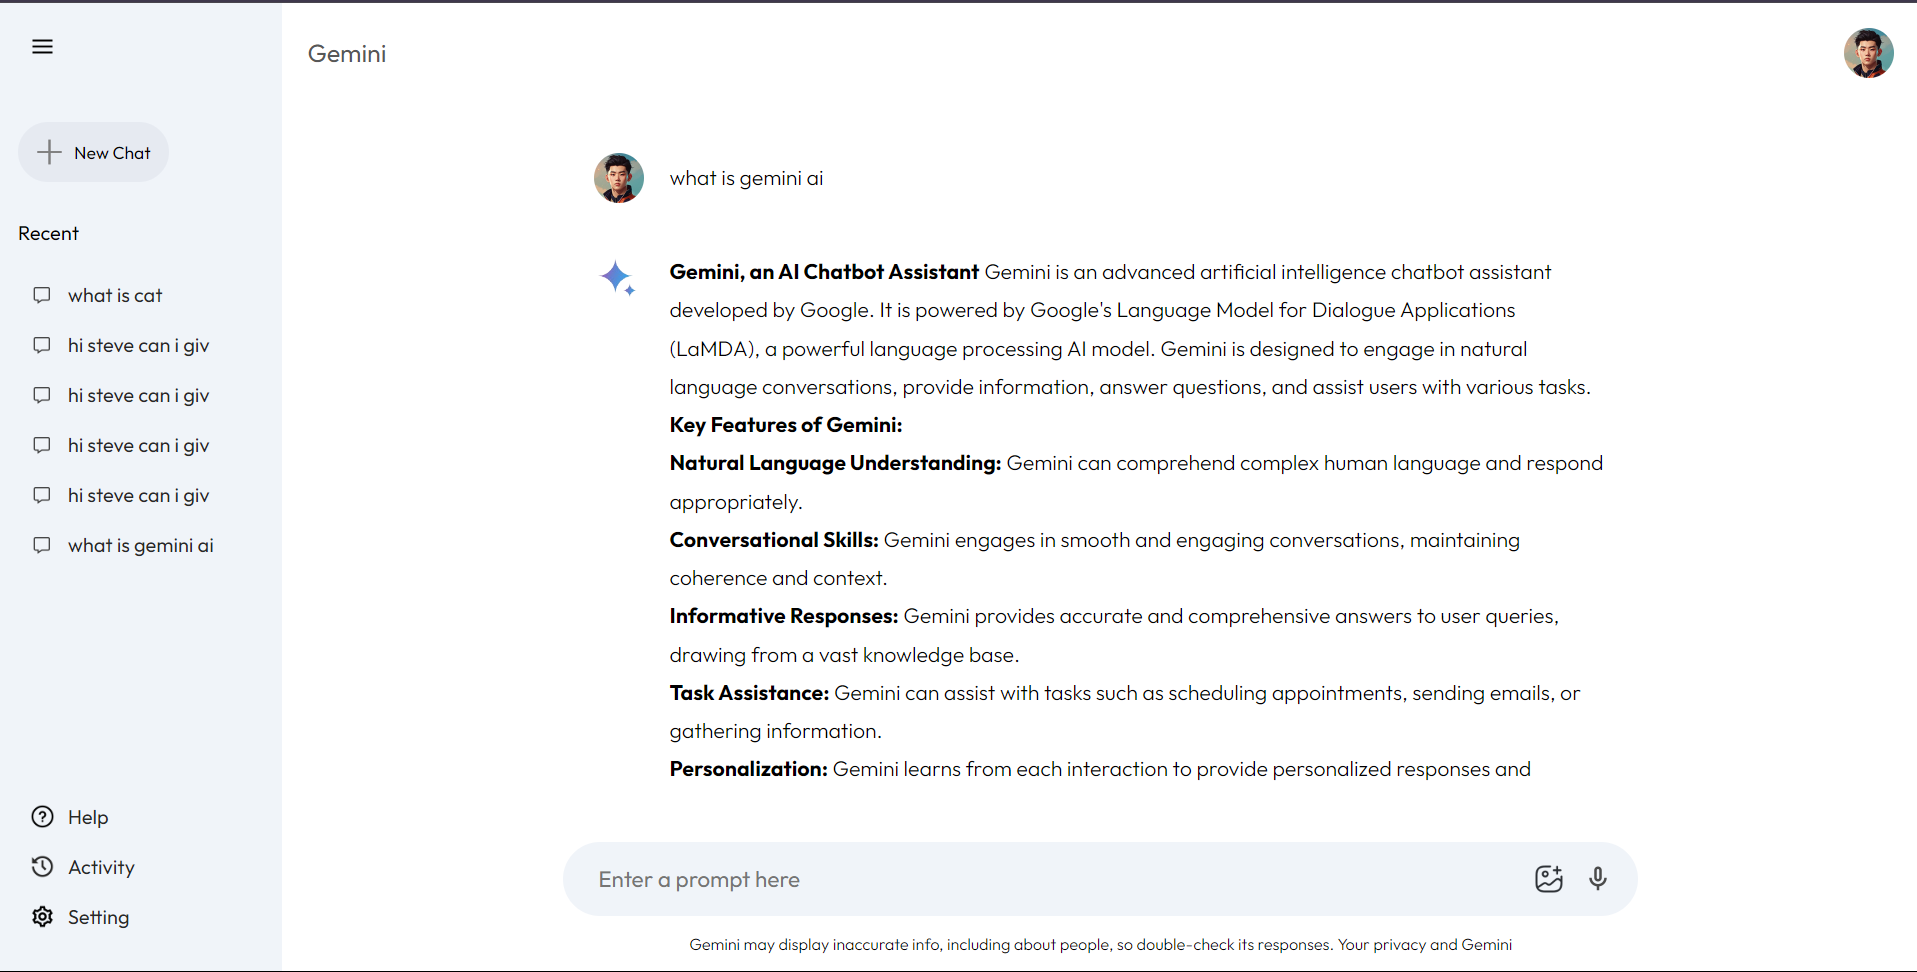 Gemini
New Chat
Recent
what is cat
hi steve can i giv
hi steve can i giv
hi steve can i giv
hi steve can i giv
what is gemini ai
Help
Activity
Setting
what is gemini ai
Gemini, an AI Chatbot Assistant Gemini is an advanced artificial intelligence chatbot assistant
developed by Google. It is powered by Google's Language Model for Dialogue Applications
(LaMDA), a powerful language processing AI model. Gemini is designed to engage in natural
language conversations, provide information, answer questions, and assist users with various tasks.
Key Features of Gemini:
Natural Language Understanding: Gemini can comprehend complex human language and respond
appropriately.
Conversational Skills: Gemini engages in smooth and engaging conversations, maintaining
coherence and context.
Informative Responses: Gemini provides accurate and comprehensive answers to user queries,
drawing from a vast knowledge base.
Task Assistance: Gemini can assist with tasks such as scheduling appointments, sending emails, or
gathering information.
Personalization: Gemini learns from each interaction to provide personalized responses and
Enter a prompt here
Gemini may display inaccurate info, including about people, so double-check its responses. Your privacy and Gemini